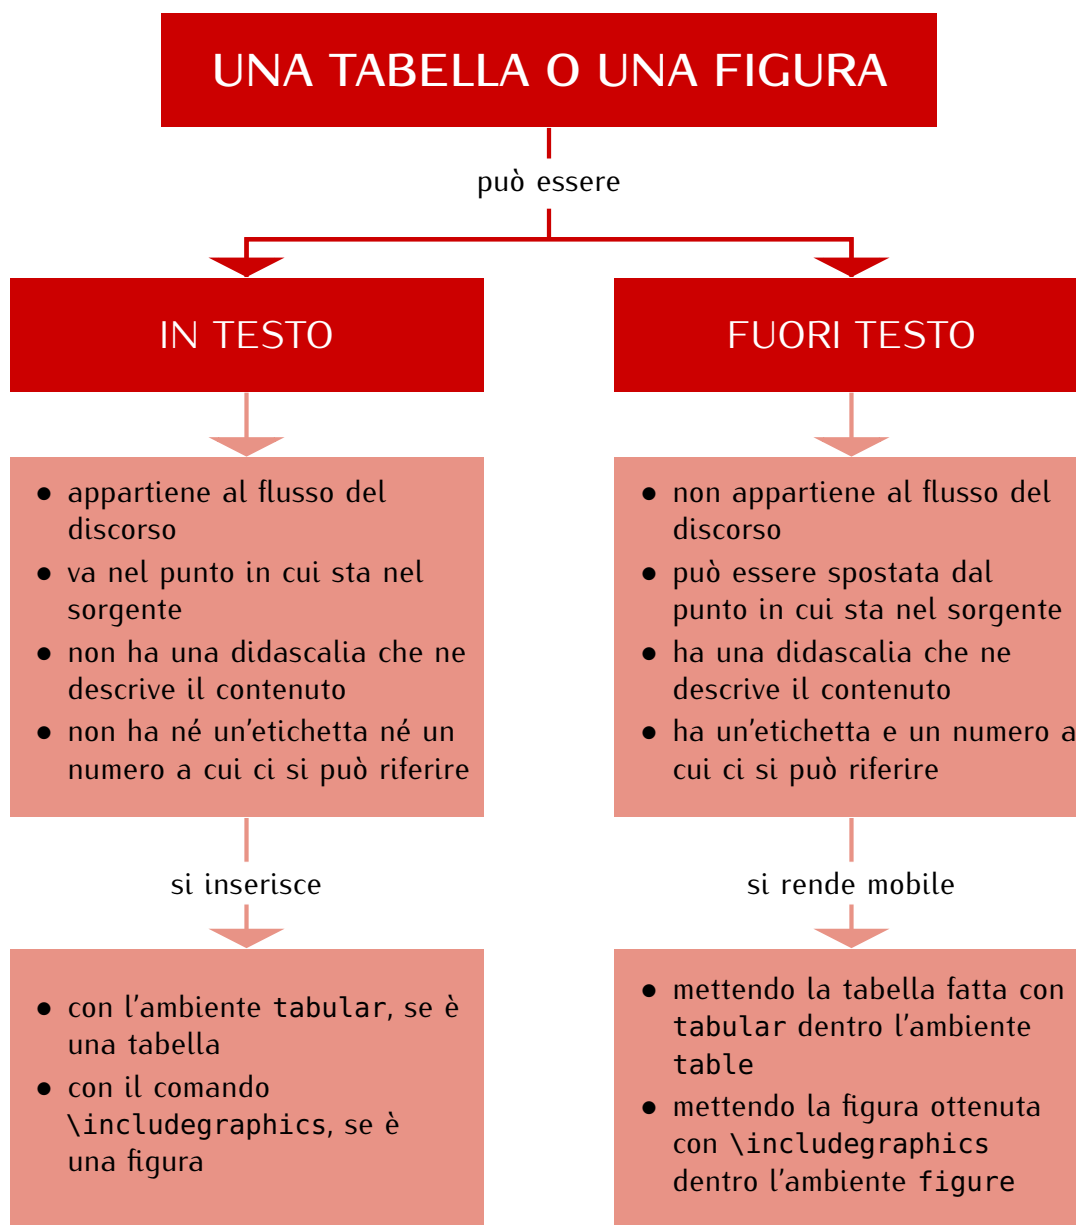 UNA TABELLA O UNA FIGURA
può essere
IN TESTO
• appartiene al flusso del
discorso
• va nel punto in cui sta nel
sorgente
• non ha una didascalia che ne
descrive il contenuto
• non ha né un'etichetta né un
numero a cui ci si può riferire
si inserisce
• con l'ambiente tabular, se è
una tabella
• con il comando
\includegraphics, se è
una figura
FUORI TESTO
• non appartiene al flusso del
discorso
• può essere spostata dal
punto in cui sta nel sorgente
• ha una didascalia che ne
descrive il contenuto
• ha un'etichetta e un numero a
cui ci si può riferire
si rende mobile
• mettendo la tabella fatta con
tabular dentro l'ambiente
table
• mettendo la figura ottenuta
con \includegraphics
dentro l'ambiente figure